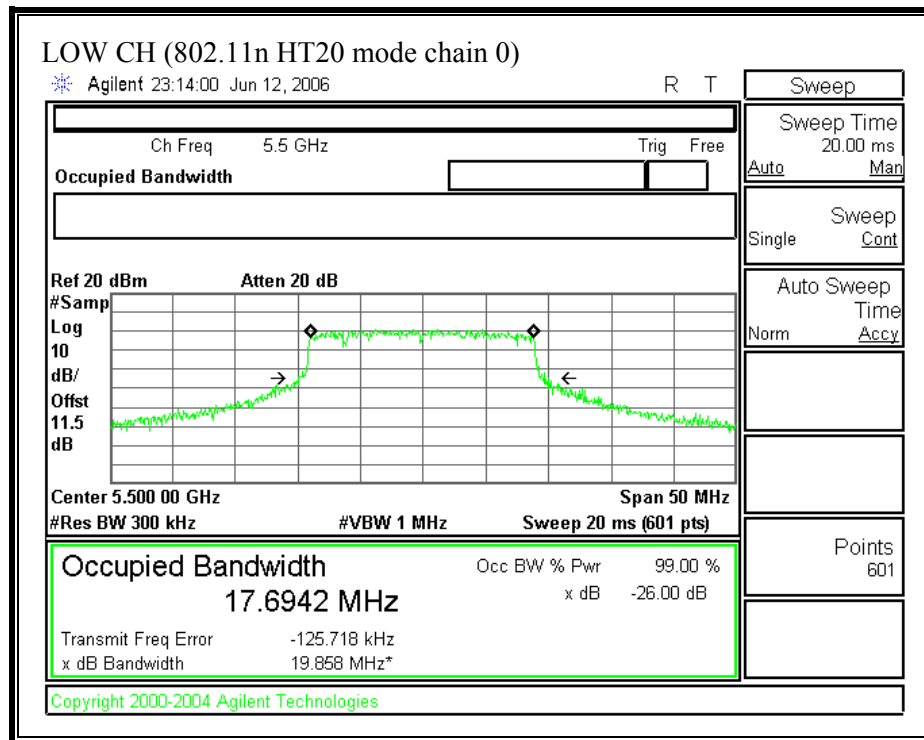 LOW CH (802.11n HT20 mode chain 0)
Agilent 23:14:00 Jun 12, 2006 R T
Ch Freq 5.5 GHz Trig Free
Occupied Bandwidth
Ref 20 dBm Atten 20 dB
#Samp
Log
10
dB/
Offst
11.5
dB
Center 5.500 00 GHz Span 50 MHz
#Res BW 300 kHz #VBW 1 MHz Sweep 20 ms (601 pts)
Occupied Bandwidth Occ BW % Pwr 99.00 %
17.6942 MHz x dB -26.00 dB
Transmit Freq Error -125.718 kHz
x dB Bandwidth 19.858 MHz*
Copyright 2000-2004 Agilent Technologies
Sweep
Sweep Time
20.00 ms
Auto Man
Sweep
Single Cont
Auto Sweep
Time
Norm Accy
Points
601